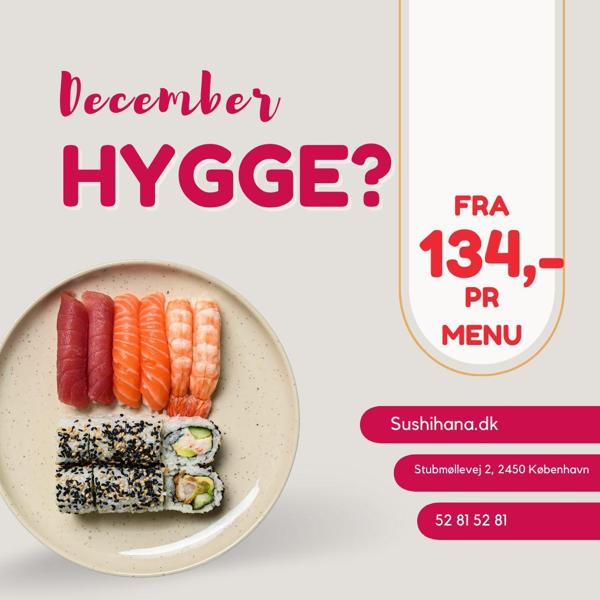 December
HYGGE?
FRA
134,-
PR
MENU
Sushihana.dk
Stubmøllevej 2, 2450 København
52 81 52 81